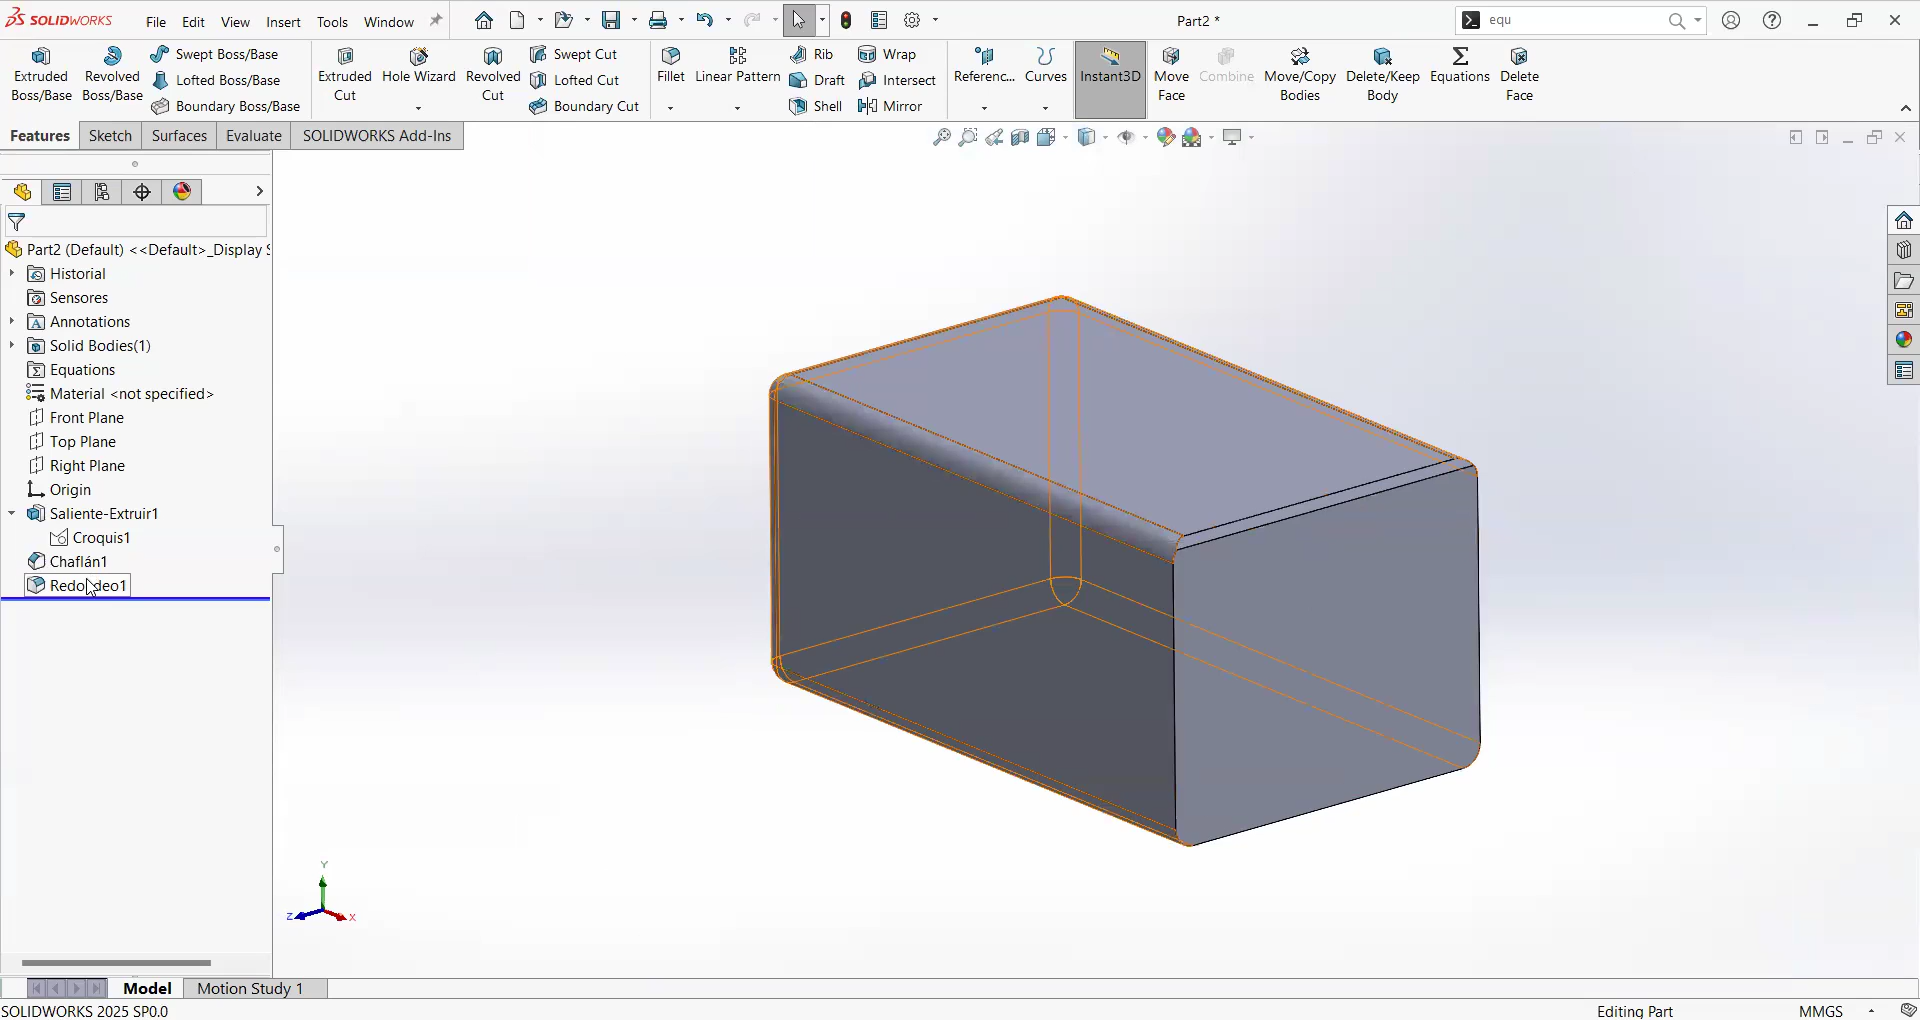 SOLIDWORKS
File
Edit
View
Insert
Tools
Window
Part2 *
equ
Extruded Boss/Base
Revolved Boss/Base
Swept Boss/Base
Lofted Boss/Base
Boundary Boss/Base
Extruded Cut
Hole Wizard
Revolved Cut
Swept Cut
Lofted Cut
Boundary Cut
Fillet
Linear Pattern
Rib
Draft
Shell
Wrap
Intersect
Mirror
Referenc...
Curves
Instant3D
Move Face
Combine
Move/Copy Bodies
Delete/Keep Body
Equations
Delete Face
Features
Sketch
Surfaces
Evaluate
SOLIDWORKS Add-Ins
Part2 (Default) <<Default>_Display S
Historial
Sensores
Annotations
Solid Bodies(1)
Equations
Material <not specified>
Front Plane
Top Plane
Right Plane
Origin
Saliente-Extruir1
Croquis1
Chaflán1
Redondeo1
Y
Z
X
Model
Motion Study 1
SOLIDWORKS 2025 SP0.0
Editing Part
MMGS